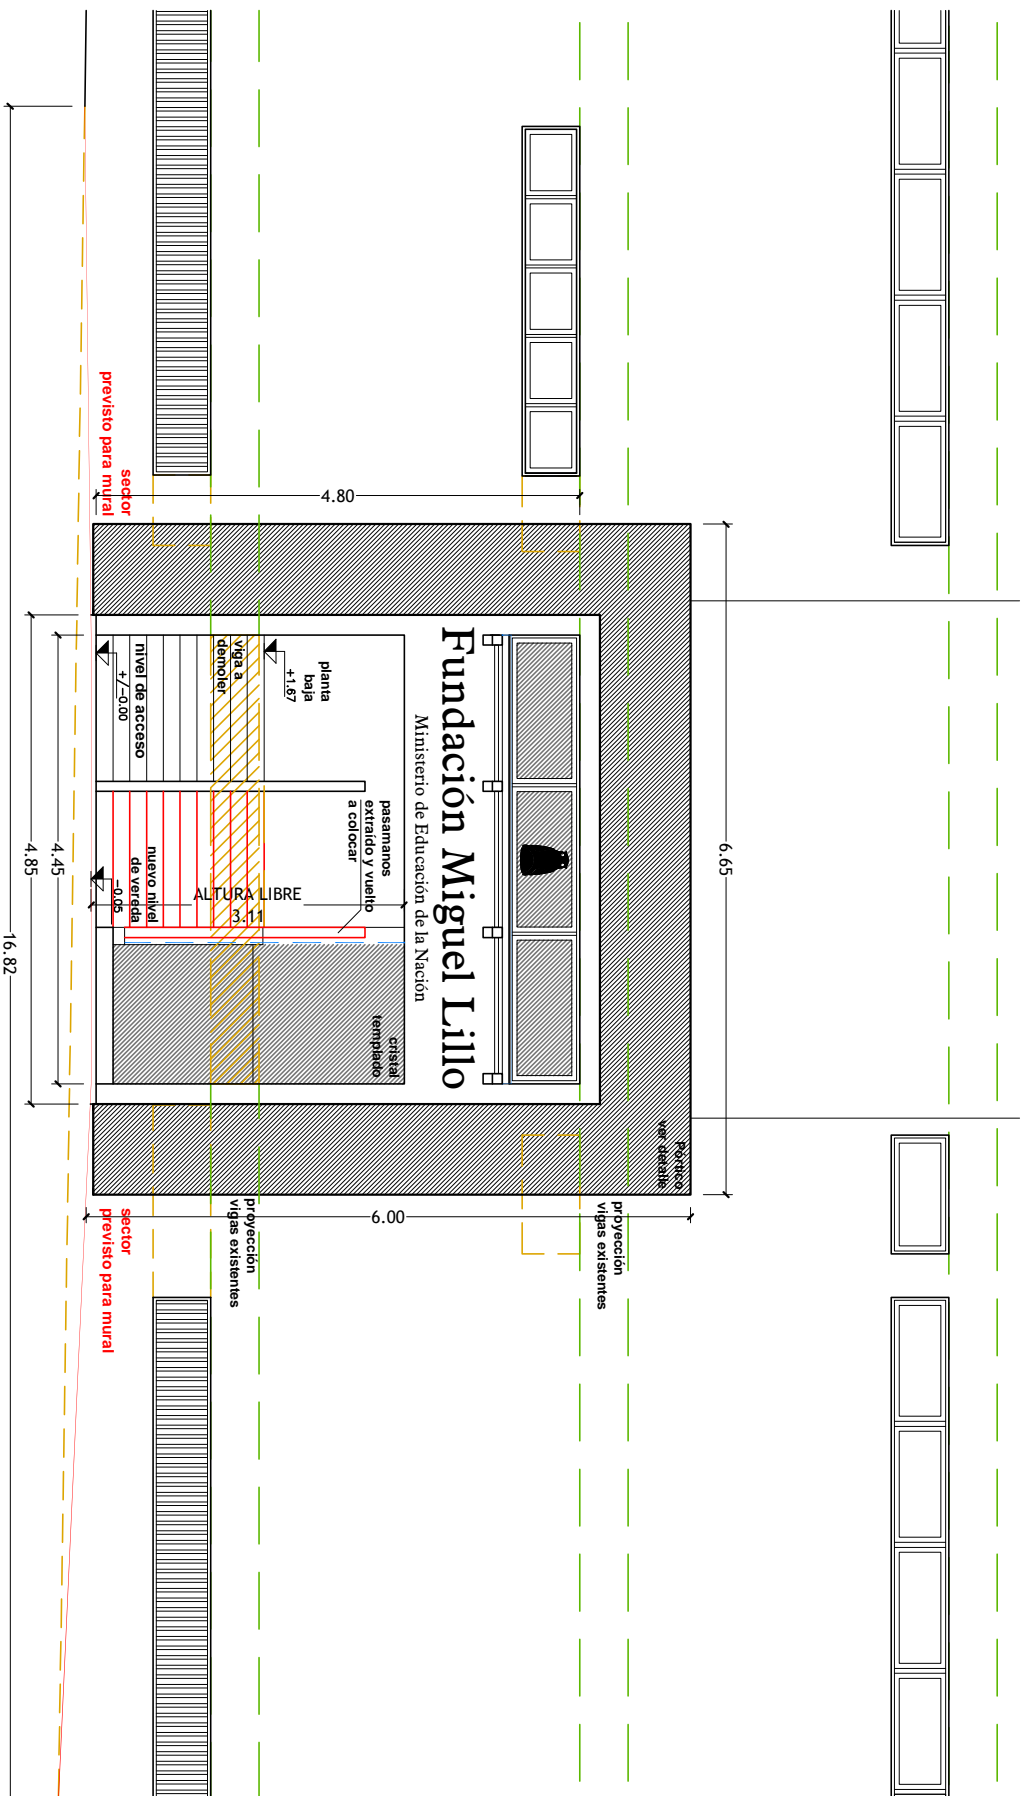 6.65
Pórtico
ver detalle
proyección
vigas existentes
4.80
6.00
Fundación Miguel Lillo
Ministerio de Educación de la Nación
cristal
templado
pasamanos
extraído y vuelto
a colocar
planta
baja
+1.67
viga a
demoler
ALTURA LIBRE
3.11
proyección
vigas existentes
nivel de acceso
+/-0.00
nuevo nivel
de vereda
-0.05
sector
previsto para mural
sector
previsto para mural
4.45
4.85
16.82